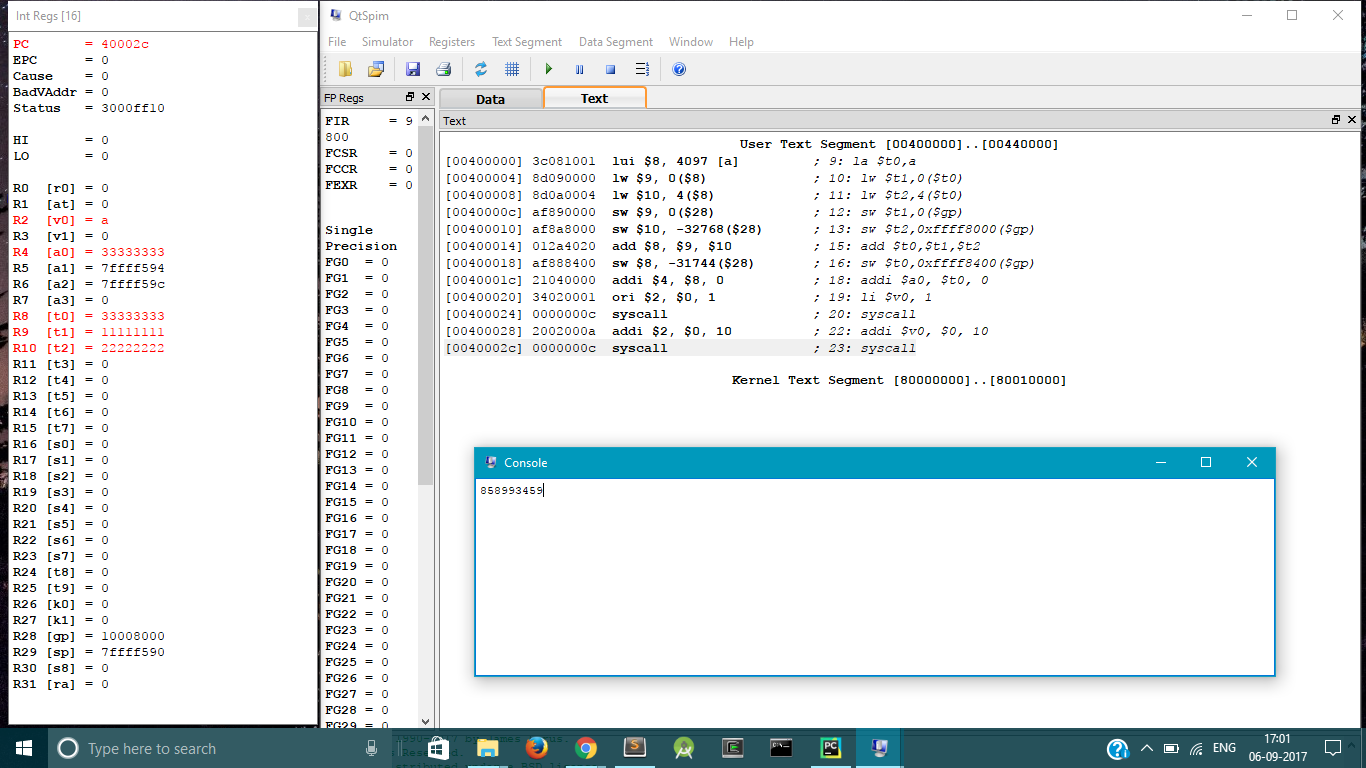 Int Regs [16]
PC = 40002c
EPC = 0
Cause = 0
BadVAddr = 0
Status = 3000ff10
HI = 0
LO = 0
R0 [r0] = 0
R1 [at] = 0
R2 [v0] = a
R3 [v1] = 0
R4 [a0] = 33333333
R5 [a1] = 7ffff594
R6 [a2] = 7ffff59c
R7 [a3] = 0
R8 [t0] = 33333333
R9 [t1] = 11111111
R10 [t2] = 22222222
R11 [t3] = 0
R12 [t4] = 0
R13 [t5] = 0
R14 [t6] = 0
R15 [t7] = 0
R16 [s0] = 0
R17 [s1] = 0
R18 [s2] = 0
R19 [s3] = 0
R20 [s4] = 0
R21 [s5] = 0
R22 [s6] = 0
R23 [s7] = 0
R24 [t8] = 0
R25 [t9] = 0
R26 [k0] = 0
R27 [k1] = 0
R28 [gp] = 10008000
R29 [sp] = 7ffff590
R30 [s8] = 0
R31 [ra] = 0
QtSpim
File Simulator Registers Text Segment Data Segment Window Help
FP Regs
FIR = 9
800
FCSR = 0
FCCR = 0
FEXR = 0
Single
Precision
FG0 = 0
FG1 = 0
FG2 = 0
FG3 = 0
FG4 = 0
FG5 = 0
FG6 = 0
FG7 = 0
FG8 = 0
FG9 = 0
FG10 = 0
FG11 = 0
FG12 = 0
FG13 = 0
FG14 = 0
FG15 = 0
FG16 = 0
FG17 = 0
FG18 = 0
FG19 = 0
FG20 = 0
FG21 = 0
FG22 = 0
FG23 = 0
FG24 = 0
FG25 = 0
FG26 = 0
FG27 = 0
FG28 = 0
FG29 = 0
Data Text
Text
User Text Segment [00400000]..[00440000]
[00400000] 3c081001 lui $8, 4097 [a] ; 9: la $t0,a
[00400004] 8d090000 lw $9, 0($8) ; 10: lw $t1,0($t0)
[00400008] 8d0a0004 lw $10, 4($8) ; 11: lw $t2,4($t0)
[0040000c] af890000 sw $9, 0($28) ; 12: sw $t1,0($gp)
[00400010] af8a8000 sw $10, -32768($28) ; 13: sw $t2,0xffff8000($gp)
[00400014] 012a4020 add $8, $9, $10 ; 15: add $t0,$t1,$t2
[00400018] af888400 sw $8, -31744($28) ; 16: sw $t0,0xffff8400($gp)
[0040001c] 21040000 addi $4, $8, 0 ; 18: addi $a0, $t0, 0
[00400020] 34020001 ori $2, $0, 1 ; 19: li $v0, 1
[00400024] 0000000c syscall ; 20: syscall
[00400028] 2002000a addi $2, $0, 10 ; 22: addi $v0, $0, 10
[0040002c] 0000000c syscall ; 23: syscall
Kernel Text Segment [80000000]..[80010000]
Console
858993459
Type here to search
ENG
17:01
06-09-2017